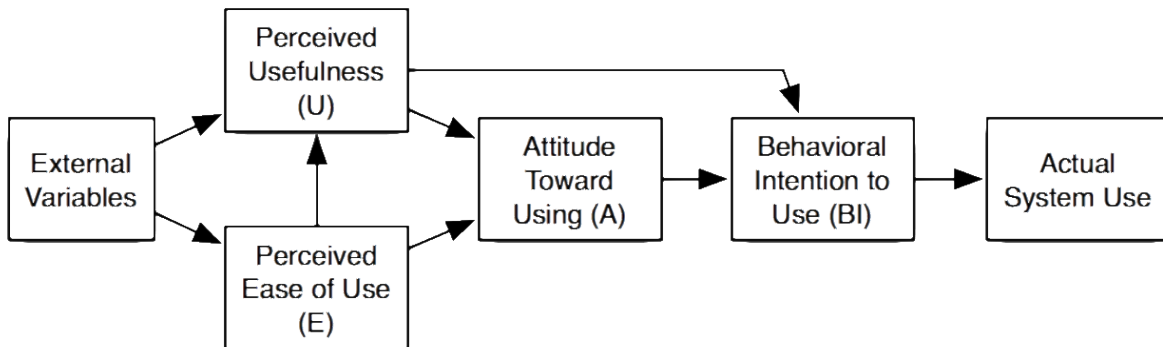 External
Variables
Perceived
Usefulness
(U)
Perceived
Ease of Use
(E)
Attitude
Toward
Using (A)
Behavioral
Intention to
Use (BI)
Actual
System Use